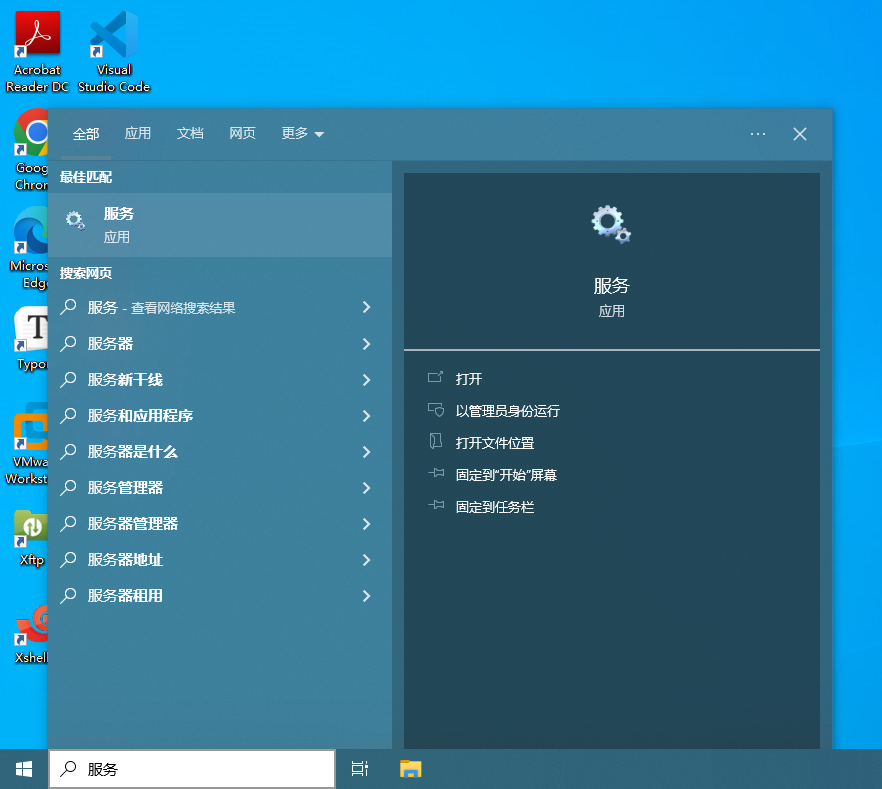 Acrobat
Reader DC
Visual
Studio Code
全部
应用
文档
网页
更多
最佳匹配
服务
应用
搜索网页
服务 - 查看网络搜索结果
服务器
服务新干线
服务和应用程序
服务器是什么
服务管理器
服务器管理器
服务器地址
服务器租用
服务
应用
打开
以管理员身份运行
打开文件位置
固定到"开始"屏幕
固定到任务栏
Goog
Chron
Micros
Edge
Typor
VMwa
Workst
Xftp
Xshell
服务